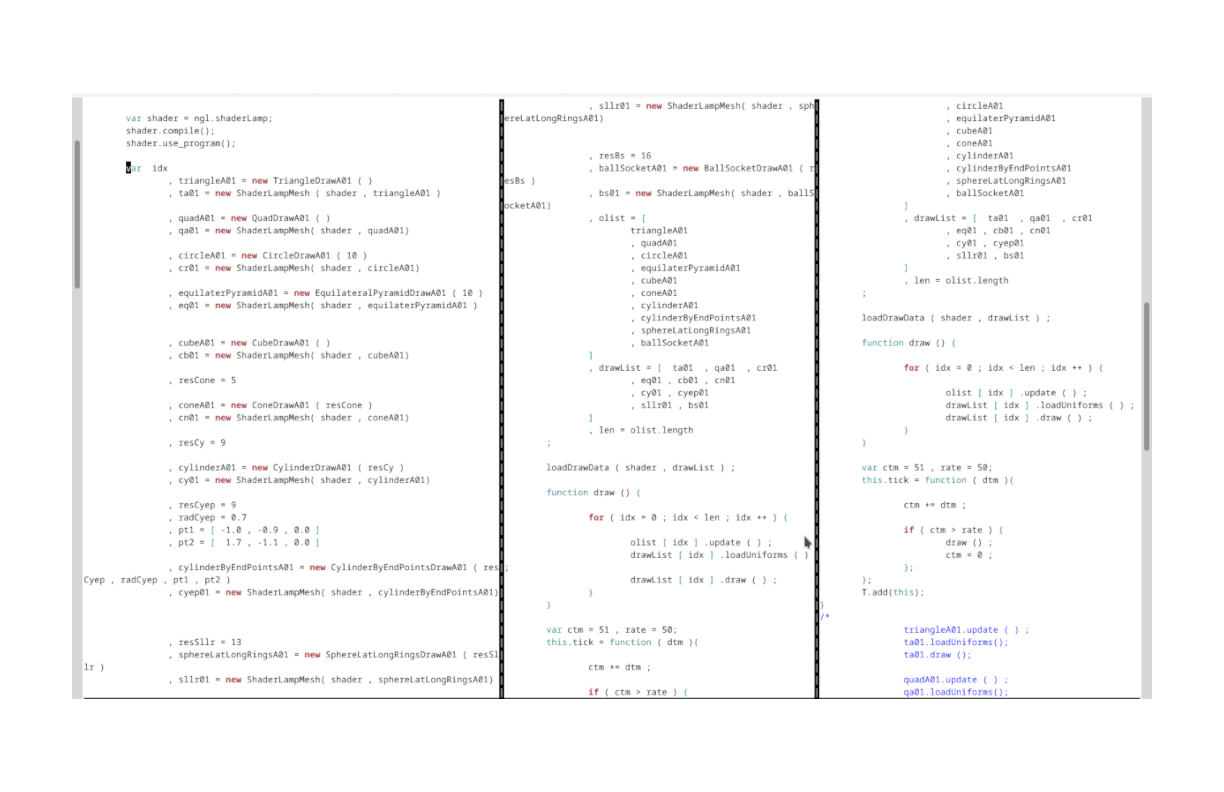 var shader = ngl.shaderLamp;
shader.compile();
shader.use_program();
var  idx
, triangleA01 = new TriangleDrawA01 ( )
, ta01 = new ShaderLampMesh ( shader , triangleA01 )
, quadA01 = new QuadDrawA01 ( )
, qa01 = new ShaderLampMesh( shader , quadA01)
, circleA01 = new CircleDrawA01 ( 10 )
, cr01 = new ShaderLampMesh( shader , circleA01)
, equilaterPyramidA01 = new EquilateralPyramidDrawA01 ( 10 )
, eq01 = new ShaderLampMesh( shader , equilaterPyramidA01 )
, cubeA01 = new CubeDrawA01 ( )
, cb01 = new ShaderLampMesh( shader , cubeA01)
, resCone = 5
, coneA01 = new ConeDrawA01 ( resCone )
, cn01 = new ShaderLampMesh( shader , coneA01)
, resCy = 9
, cylinderA01 = new CylinderDrawA01 ( resCy )
, cy01 = new ShaderLampMesh( shader , cylinderA01)
, resCyep = 9
, radCyep = 0.7
, pt1 = [ -1.0 , -0.9 , 0.0 ]
, pt2 = [  1.7 , -1.1 , 0.0 ]
, cylinderByEndPointsA01 = new CylinderByEndPointsDrawA01 ( res
Cyep , radCyep , pt1 , pt2 )
, cyep01 = new ShaderLampMesh( shader , cylinderByEndPointsA01)
, resSllr = 13
, sphereLatLongRingsA01 = new SphereLatLongRingsDrawA01 ( resSl
lr )
, sllr01 = new ShaderLampMesh( shader , sphereLatLongRingsA01)
, sllr01 = new ShaderLampMesh( shader , sph
ereLatLongRingsA01)
, resBs = 16
, ballSocketA01 = new BallSocketDrawA01 ( r
esBs )
, bs01 = new ShaderLampMesh( shader , ballS
ocketA01)
, olist = [
triangleA01
, quadA01
, circleA01
, equilaterPyramidA01
, cubeA01
, coneA01
, cylinderA01
, cylinderByEndPointsA01
, sphereLatLongRingsA01
, ballSocketA01
]
, drawList = [  ta01  , qa01  , cr01
, eq01 , cb01 , cn01
, cy01 , cyep01
, sllr01 , bs01
]
, len = olist.length
;
loadDrawData ( shader , drawList ) ;
function draw () {
for ( idx = 0 ; idx < len ; idx ++ ) {
olist [ idx ] .update ( ) ;
drawList [ idx ] .loadUniforms ( )
;
drawList [ idx ] .draw ( ) ;
}
}
var ctm = 51 , rate = 50;
this.tick = function ( dtm ){
ctm += dtm ;
if ( ctm > rate ) {
, circleA01
, equilaterPyramidA01
, cubeA01
, coneA01
, cylinderA01
, cylinderByEndPointsA01
, sphereLatLongRingsA01
, ballSocketA01
]
, drawList = [  ta01  , qa01  , cr01
, eq01 , cb01 , cn01
, cy01 , cyep01
, sllr01 , bs01
]
, len = olist.length
;
loadDrawData ( shader , drawList ) ;
function draw () {
for ( idx = 0 ; idx < len ; idx ++ ) {
olist [ idx ] .update ( ) ;
drawList [ idx ] .loadUniforms ( ) ;
drawList [ idx ] .draw ( ) ;
}
}
var ctm = 51 , rate = 50;
this.tick = function ( dtm ){
ctm += dtm ;
if ( ctm > rate ) {
draw () ;
ctm = 0 ;
};
};
T.add(this);
}
/*
triangleA01.update ( ) ;
ta01.loadUniforms();
ta01.draw ();
quadA01.update ( ) ;
qa01.loadUniforms();